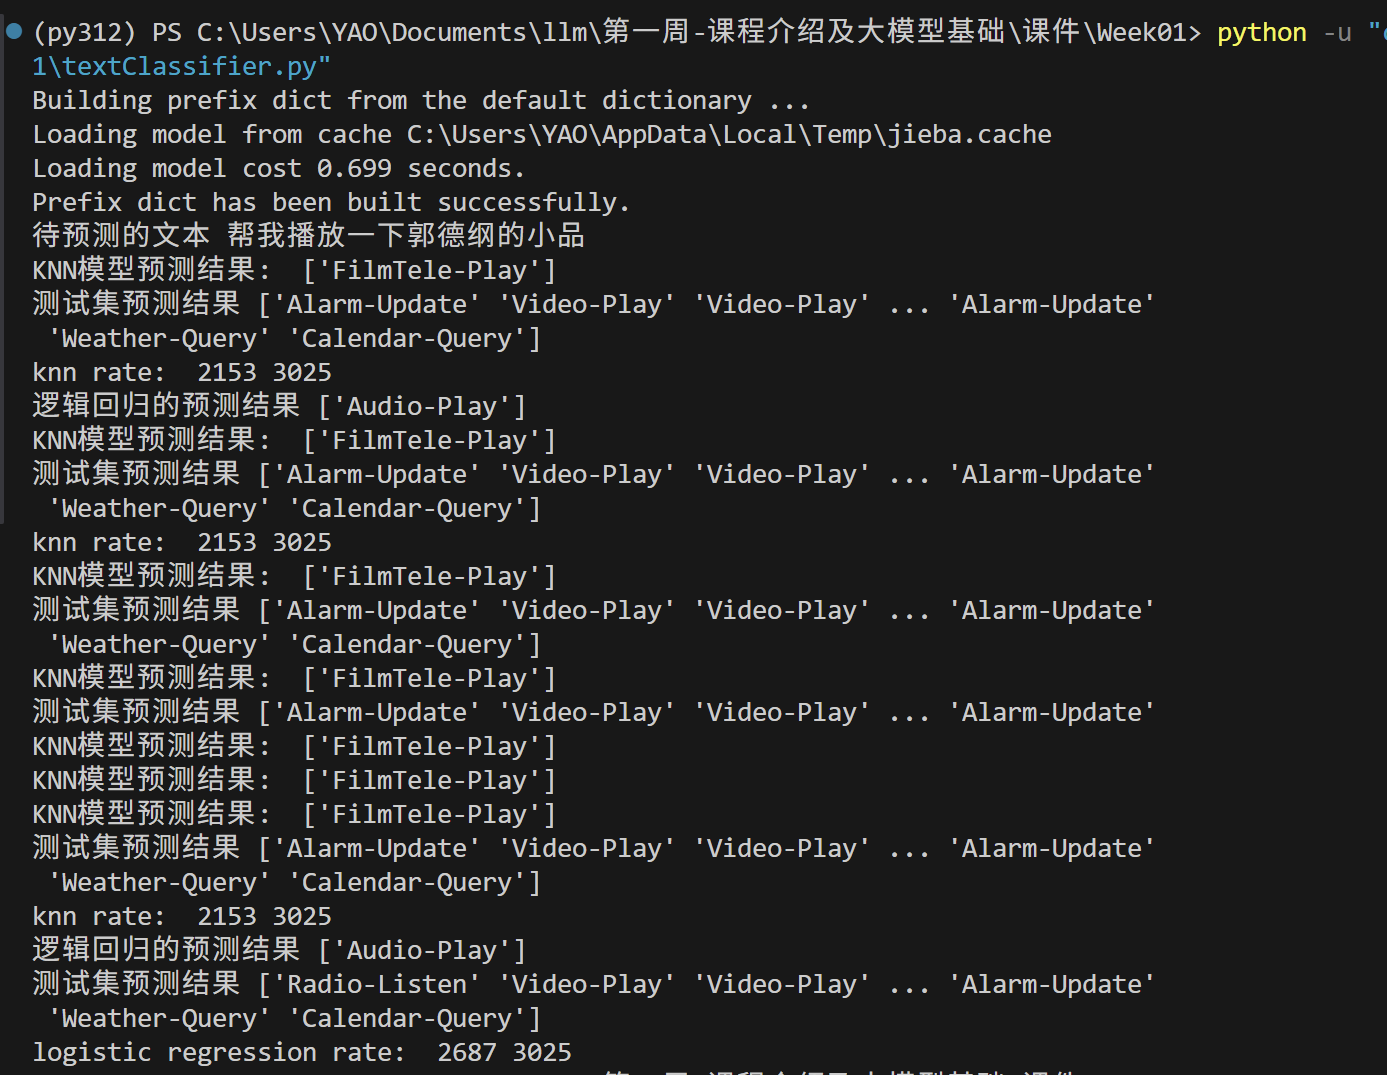 (py312) PS C:\Users\YAO\Documents\llm\第一周-课程介绍及大模型基础\课件\Week01> python -u "
1\textClassifier.py"
Building prefix dict from the default dictionary ...
Loading model from cache C:\Users\YAO\AppData\Local\Temp\jieba.cache
Loading model cost 0.699 seconds.
Prefix dict has been built successfully.
待预测的文本 帮我播放一下郭德纲的小品
KNN模型预测结果:  ['FilmTele-Play']
测试集预测结果 ['Alarm-Update' 'Video-Play' 'Video-Play' ... 'Alarm-Update'
 'Weather-Query' 'Calendar-Query']
knn rate:  2153 3025
逻辑回归的预测结果 ['Audio-Play']
KNN模型预测结果:  ['FilmTele-Play']
测试集预测结果 ['Alarm-Update' 'Video-Play' 'Video-Play' ... 'Alarm-Update'
 'Weather-Query' 'Calendar-Query']
knn rate:  2153 3025
KNN模型预测结果:  ['FilmTele-Play']
测试集预测结果 ['Alarm-Update' 'Video-Play' 'Video-Play' ... 'Alarm-Update'
 'Weather-Query' 'Calendar-Query']
KNN模型预测结果:  ['FilmTele-Play']
测试集预测结果 ['Alarm-Update' 'Video-Play' 'Video-Play' ... 'Alarm-Update'
KNN模型预测结果:  ['FilmTele-Play']
KNN模型预测结果:  ['FilmTele-Play']
KNN模型预测结果:  ['FilmTele-Play']
测试集预测结果 ['Alarm-Update' 'Video-Play' 'Video-Play' ... 'Alarm-Update'
 'Weather-Query' 'Calendar-Query']
knn rate:  2153 3025
逻辑回归的预测结果 ['Audio-Play']
测试集预测结果 ['Radio-Listen' 'Video-Play' 'Video-Play' ... 'Alarm-Update'
 'Weather-Query' 'Calendar-Query']
logistic regression rate:  2687 3025